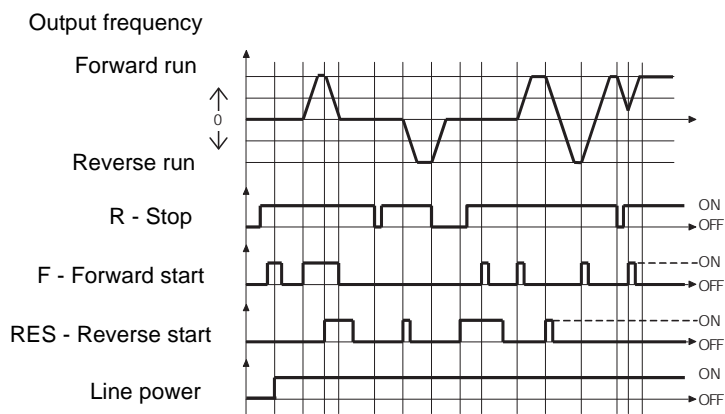 Output frequency
Forward run
0
Reverse run
R - Stop
ON
OFF
F - Forward start
ON
OFF
RES - Reverse start
ON
OFF
Line power
ON
OFF